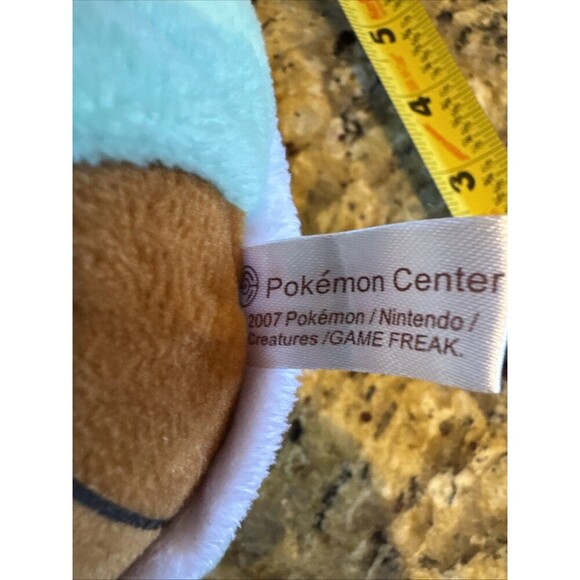 5
4
3
Pokémon Center
2007 Pokémon / Nintendo /
Creatures /GAME FREAK.